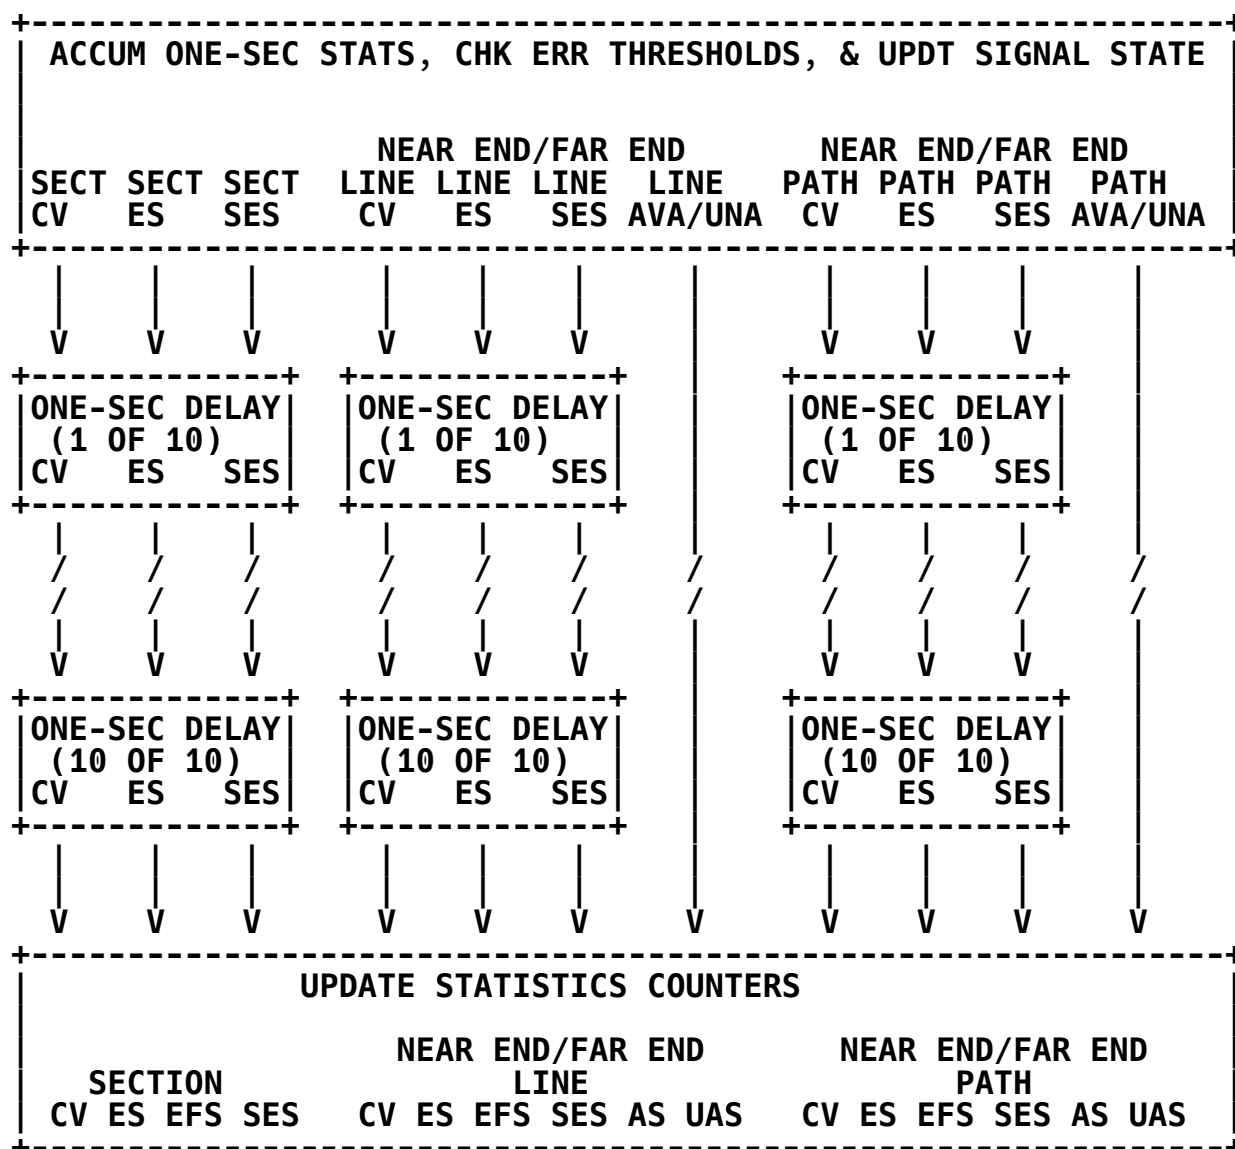 ACCUM ONE-SEC STATS, CHK ERR THRESHOLDS, & UPDT SIGNAL STATE
NEAR END/FAR END NEAR END/FAR END
SECT SECT SECT LINE LINE LINE LINE PATH PATH PATH PATH
CV ES SES CV ES SES AVA/UNA CV ES SES AVA/UNA
V V V V V V V V V
ONE-SEC DELAY ONE-SEC DELAY ONE-SEC DELAY
(1 OF 10) (1 OF 10) (1 OF 10)
CV ES SES CV ES SES CV ES SES
/ / / / / / / / / / /
/ / / / / / / / / / /
V V V V V V V V V
ONE-SEC DELAY ONE-SEC DELAY ONE-SEC DELAY
(10 OF 10) (10 OF 10) (10 OF 10)
CV ES SES CV ES SES CV ES SES
V V V V V V V V V V V
UPDATE STATISTICS COUNTERS
NEAR END/FAR END NEAR END/FAR END
SECTION LINE PATH
CV ES EFS SES CV ES EFS SES AS UAS CV ES EFS SES AS UAS